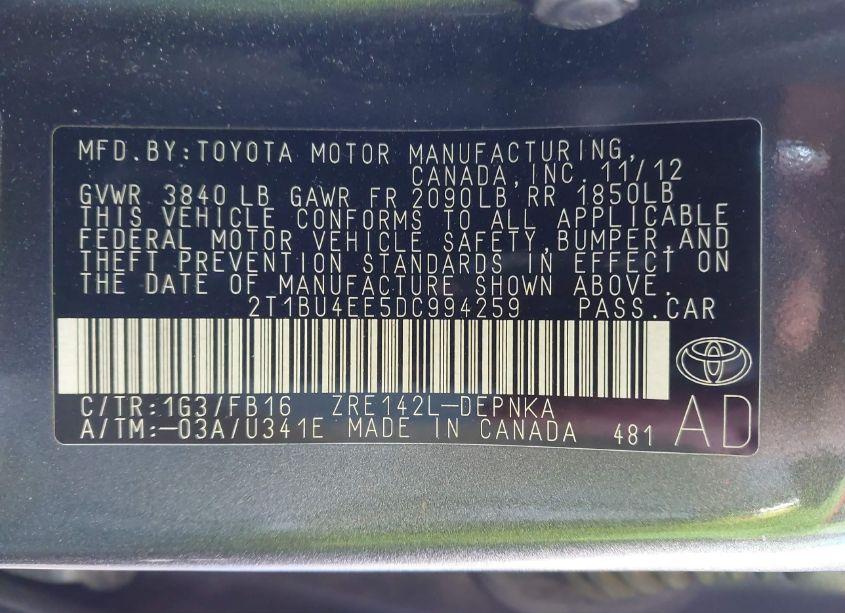 MFD.BY:TOYOTA MOTOR MANUFACTURING,
CANADA,INC. 11/12
GVWR 3840 LB GAWR FR 2090LB RR 1850LB
THIS VEHICLE CONFORMS TO ALL APPLICABLE
FEDERAL MOTOR VEHICLE SAFETY,BUMPER,AND
THEFT PREVENTION STANDARDS IN EFFECT ON
THE DATE OF MANUFACTURE SHOWN ABOVE.
2T1BU4EE5DC994259 PASS.CAR
C/TR:1G3/FB16 ZRE142L-DEPNKA
A/TM:-03A/U341E MADE IN CANADA 481
AD